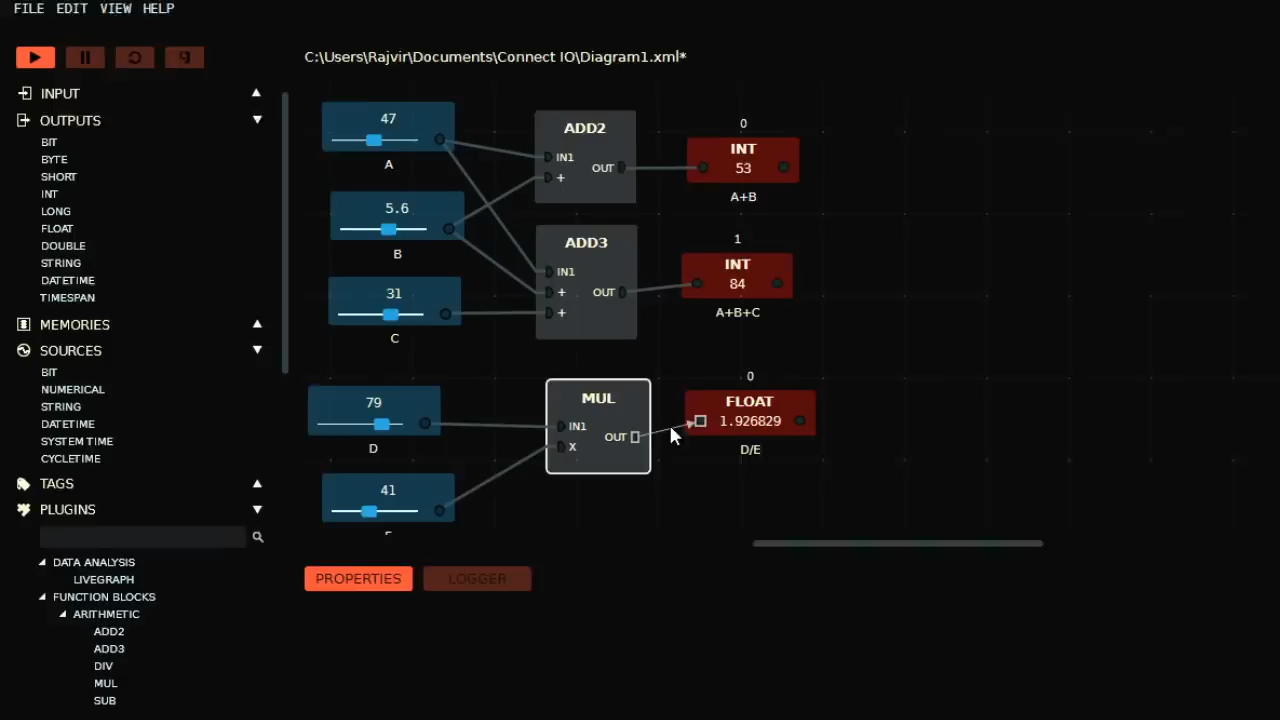 FILE EDIT VIEW HELP
C:\Users\Rajvir\Documents\Connect IO\Diagram1.xml*
INPUT
OUTPUTS
BIT
BYTE
SHORT
INT
LONG
FLOAT
DOUBLE
STRING
DATETIME
TIMESPAN
MEMORIES
SOURCES
BIT
NUMERICAL
STRING
DATETIME
SYSTEM TIME
CYCLETIME
TAGS
PLUGINS
DATA ANALYSIS
LIVEGRAPH
FUNCTION BLOCKS
ARITHMETIC
ADD2
ADD3
DIV
MUL
SUB
47
A
5.6
B
31
C
79
D
41
ADD2
IN1
+
OUT
ADD3
IN1
+
+
OUT
MUL
IN1
X
OUT
0
INT
53
A+B
1
INT
84
A+B+C
0
FLOAT
1.926829
D/E
PROPERTIES
LOGGER